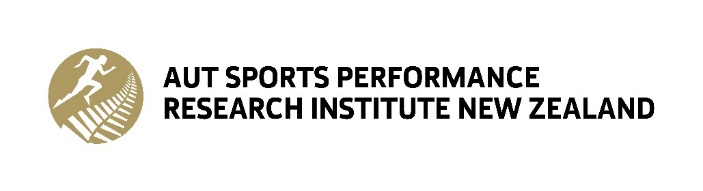 AUT SPORTS PERFORMANCE
RESEARCH INSTITUTE NEW ZEALAND